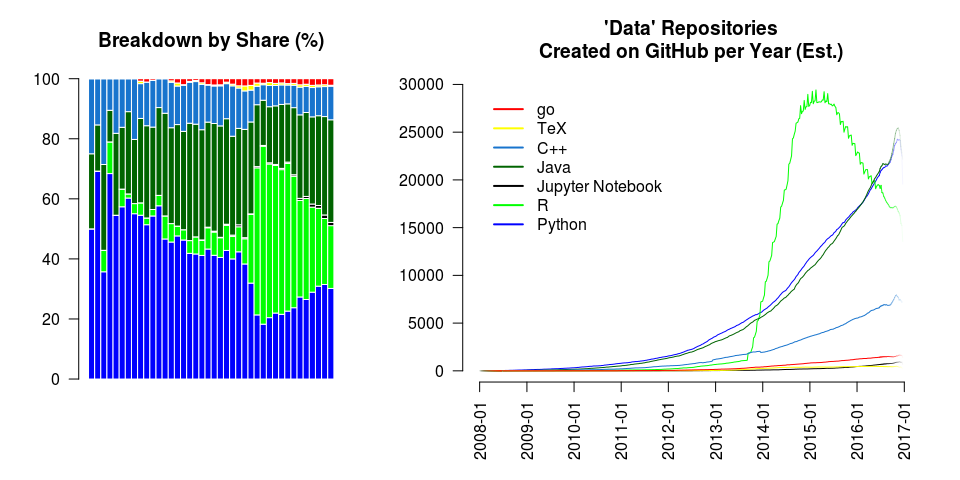 Breakdown by Share (%)
100
80
60
40
20
0
'Data' Repositories
Created on GitHub per Year (Est.)
30000
25000
20000
15000
10000
5000
0
go
TeX
C++
Java
Jupyter Notebook
R
Python
2008-01
2009-01
2010-01
2011-01
2012-01
2013-01
2014-01
2015-01
2016-01
2017-01